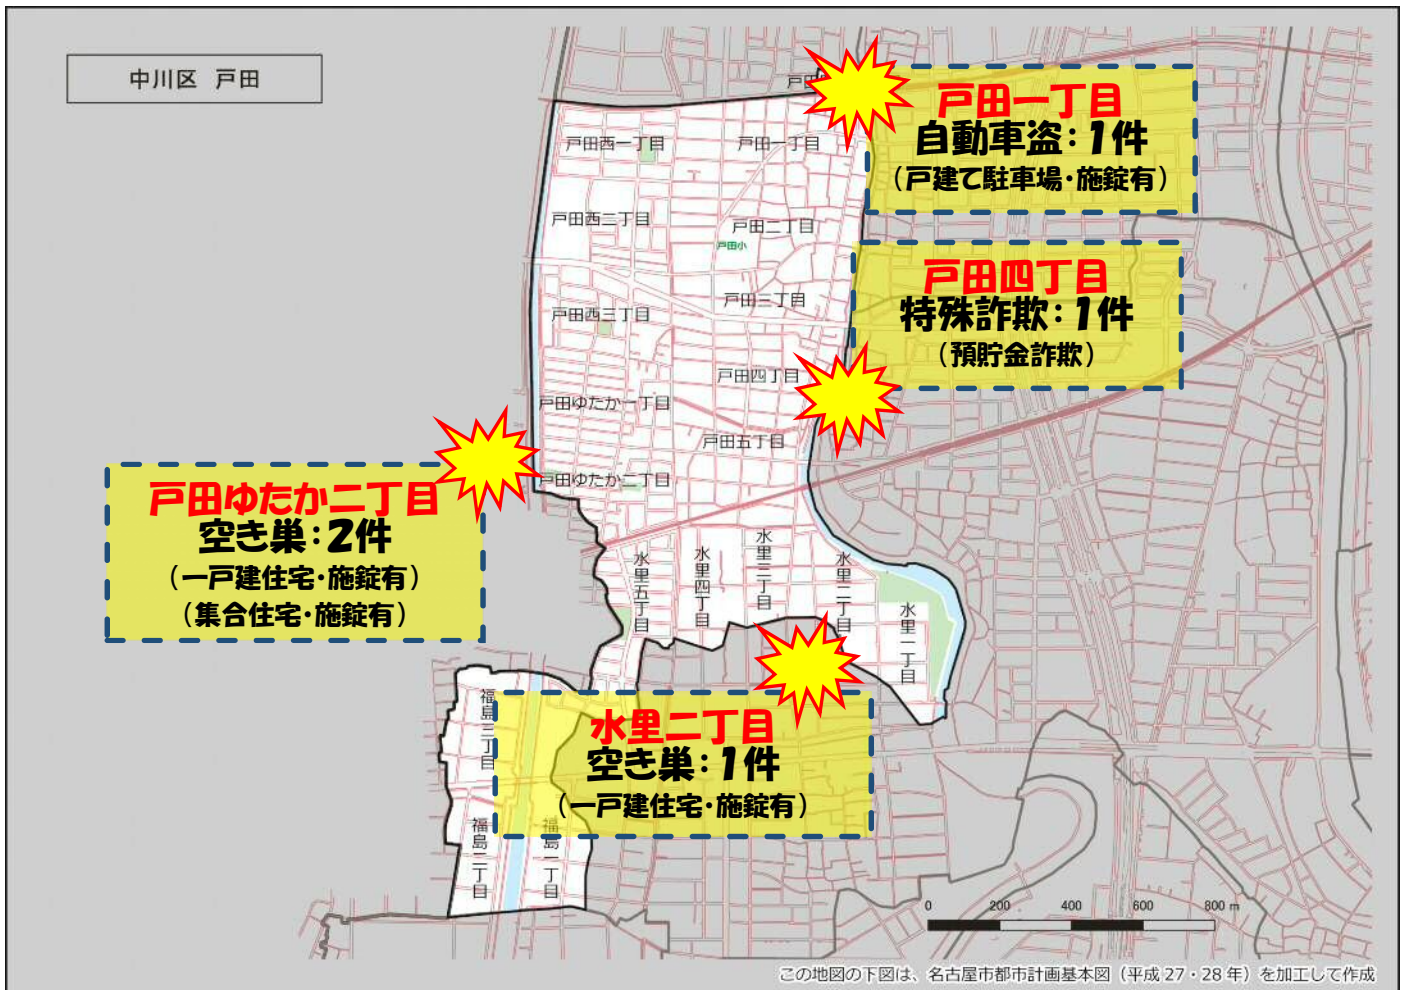 中川区 戸田
戸田一丁目
自動車盗：1件
（戸建て駐車場・施錠有）
戸田西一丁目
戸田一丁目
戸田西二丁目
戸田二丁目
戸田小
戸田四丁目
特殊詐欺：1件
（預貯金詐欺）
戸田三丁目
戸田西三丁目
戸田四丁目
戸田ゆたか一丁目
戸田五丁目
戸田ゆたか二丁目
戸田ゆたか二丁目
空き巣：2件
（一戸建住宅・施錠有）
（集合住宅・施錠有）
水里五丁目
水里四丁目
水里三丁目
水里二丁目
水里一丁目
水里二丁目
空き巣：1件
（一戸建住宅・施錠有）
福島三丁目
福島二丁目
福島一丁目
0 200 400 600 800 m
この地図の下図は、名古屋市都市計画基本図（平成 27・28 年）を加工して作成